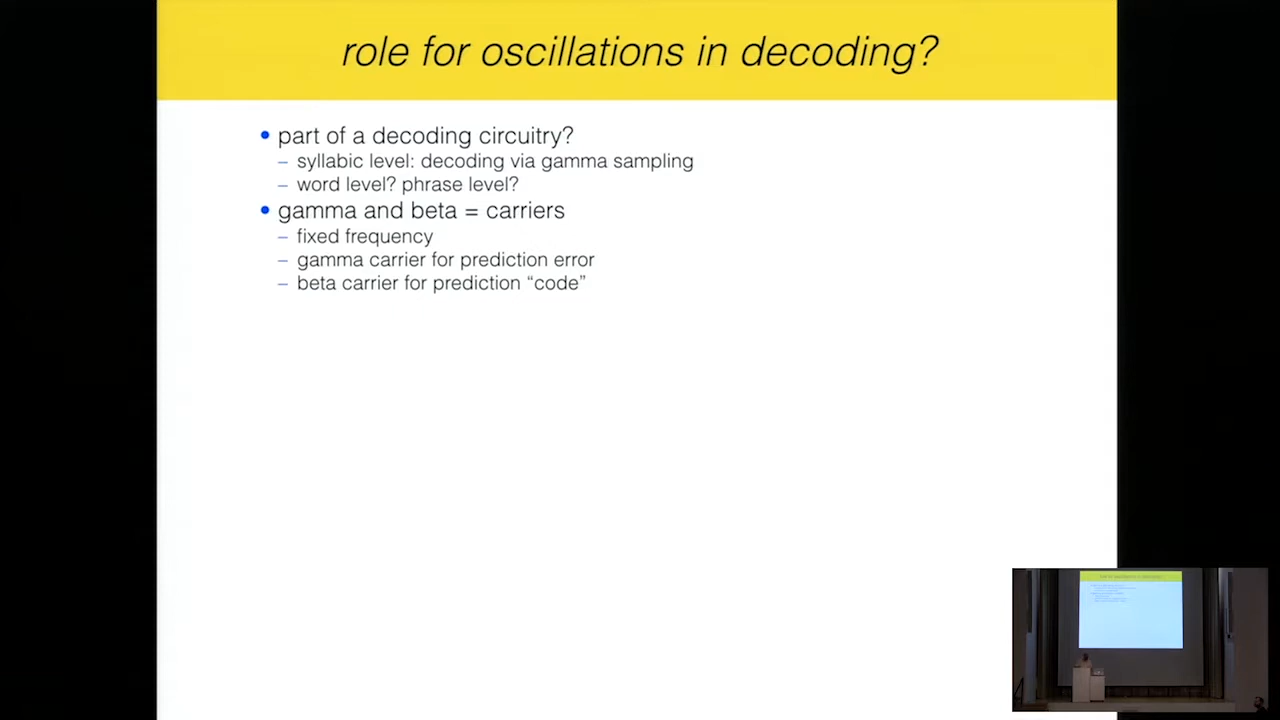 role for oscillations in decoding?
• part of a decoding circuitry?
– syllabic level: decoding via gamma sampling
– word level? phrase level?
• gamma and beta = carriers
– fixed frequency
– gamma carrier for prediction error
– beta carrier for prediction “code”